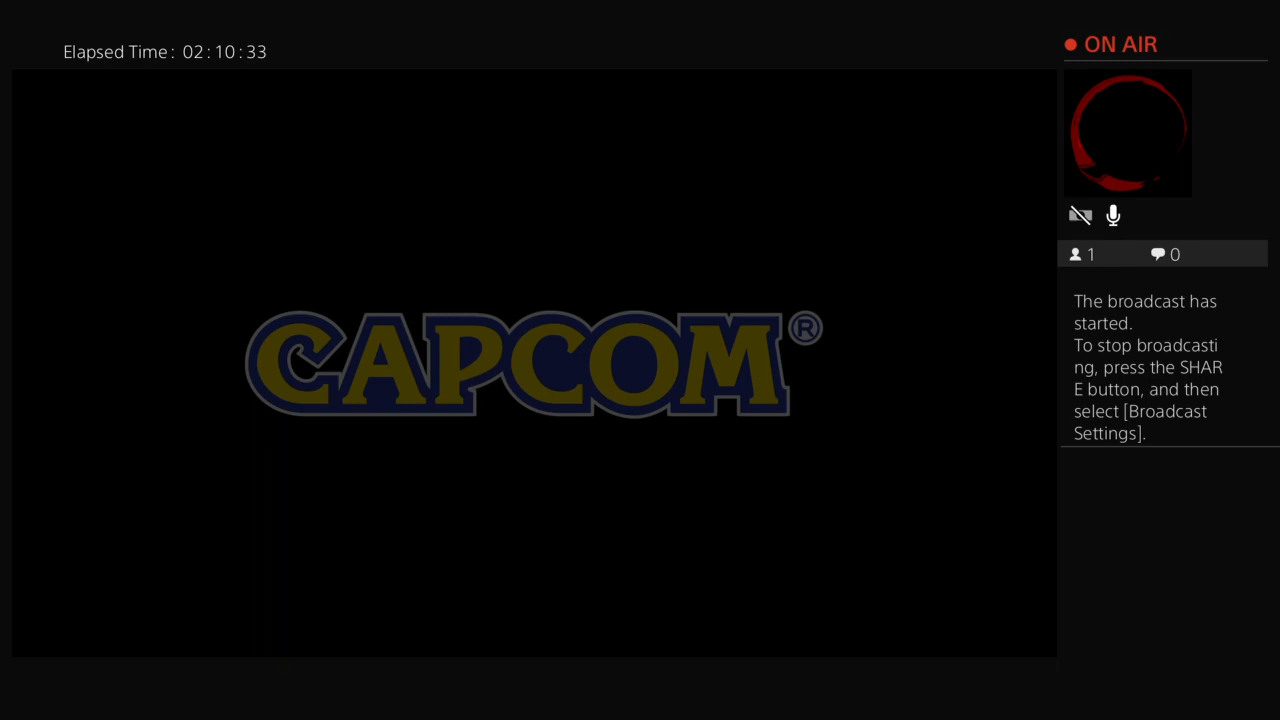 Elapsed Time: 02:10:33
ON AIR
CAPCOM®
1
0
The broadcast has
started.
To stop broadcasti
ng, press the SHAR
E button, and then
select [Broadcast
Settings].